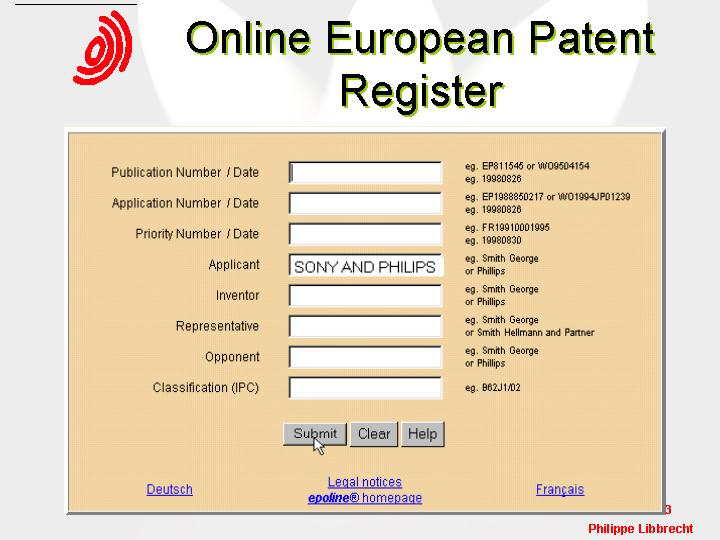 Online European Patent
Register
Publication Number / Date
eg. EP811545 or WO9504154
eg. 19980826
Application Number / Date
eg. EP1988850217 or WO1994JP01239
eg. 19980826
Priority Number / Date
eg. FR19910001995
eg. 19980830
Applicant
SONY AND PHILIPS
eg. Smith George
or Phillips
Inventor
eg. Smith George
or Phillips
Representative
eg. Smith George
or Smith Hellmann and Partner
Opponent
eg. Smith George
or Phillips
Classification (IPC)
eg. B62J1/02
Submit Clear Help
Deutsch
Legal notices
epoline® homepage
Français
3
Philippe Libbrecht